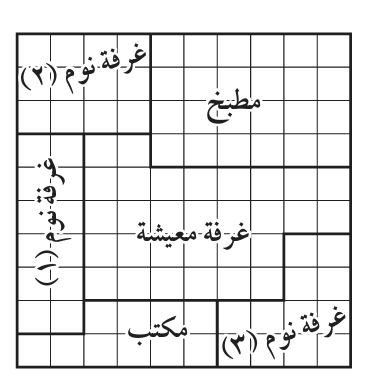 غرفة نوم (٢)
مطبخ
غرفة نوم (١)
غرفة معيشة
مكتب
غرفة نوم (٣)